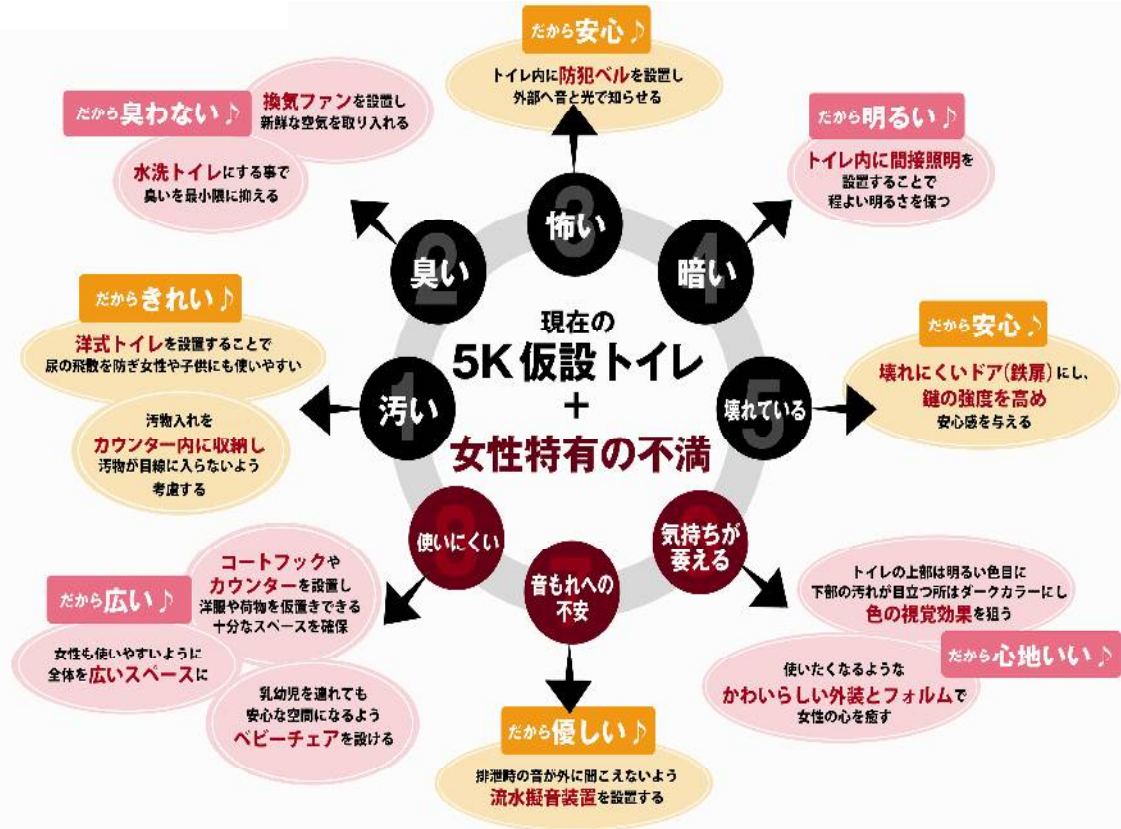 だから安心♪
トイレ内に防犯ベルを設置し
外部へ音と光で知らせる
だから臭わない♪
換気ファンを設置し
新鮮な空気を取り入れる
水洗トイレにする事で
臭いを最小限に抑える
だから明るい♪
トイレ内に間接照明を
設置することで
程よい明るさを保つ
3
怖い
2
臭い
4
暗い
だからきれい♪
洋式トイレを設置することで
尿の飛散を防ぎ女性や子供にも使いやすい
汚物入れを
カウンター内に収納し
汚物が目線に入らないよう
考慮する
1
汚い
現在の
5K仮設トイレ
+
女性特有の不満
5
壊れている
だから安心♪
壊れにくいドア(鉄扉)にし、
鍵の強度を高め
安心感を与える
8
使いにくい
7
音もれへの
不安
6
気持ちが
萎える
だから広い♪
コートフックや
カウンターを設置し
洋服や荷物を仮置きできる
十分なスペースを確保
女性も使いやすいように
全体を広いスペースに
乳幼児を連れても
安心な空間になるよう
ベビーチェアを設ける
だから優しい♪
排泄時の音が外に聞こえないよう
流水擬音装置を設置する
トイレの上部は明るい色目に
下部の汚れが目立つ所はダークカラーにし
色の視覚効果を狙う
だから心地いい♪
使いたくなるような
かわいらしい外装とフォルムで
女性の心を癒す